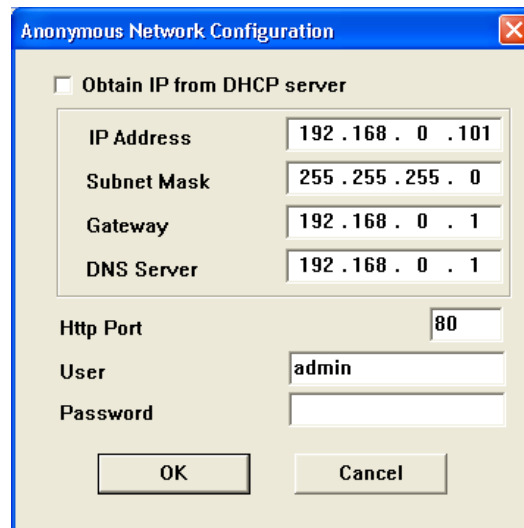 Anonymous Network Configuration
Obtain IP from DHCP server
IP Address 192 .168 . 0 .101
Subnet Mask 255 .255 .255 . 0
Gateway 192 .168 . 0 . 1
DNS Server 192 .168 . 0 . 1
Http Port 80
User admin
Password
OK Cancel